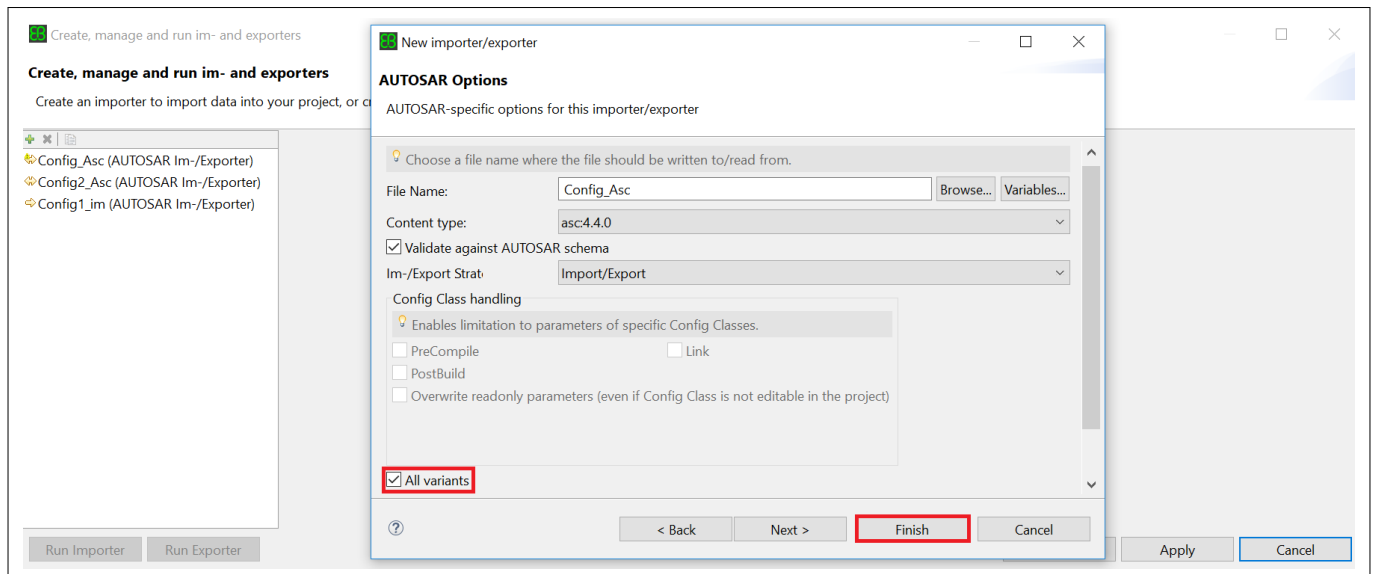 Create, manage and run im- and exporters
Create, manage and run im- and exporters
Create an importer to import data into your project, or
Config_Asc (AUTOSAR Im-/Exporter)
Config2_Asc (AUTOSAR Im-/Exporter)
Config1_im (AUTOSAR Im-/Exporter)
Run Importer Run Exporter
New importer/exporter
AUTOSAR Options
AUTOSAR-specific options for this importer/exporter
Choose a file name where the file should be written to/read from.
File Name: Config_Asc Browse... Variables...
Content type: asc:4.4.0
Validate against AUTOSAR schema
Im-/Export Strat Import/Export
Config Class handling
Enables limitation to parameters of specific Config Classes.
PreCompile Link
PostBuild
Overwrite readonly parameters (even if Config Class is not editable in the project)
All variants
< Back Next > Finish Cancel
Apply Cancel